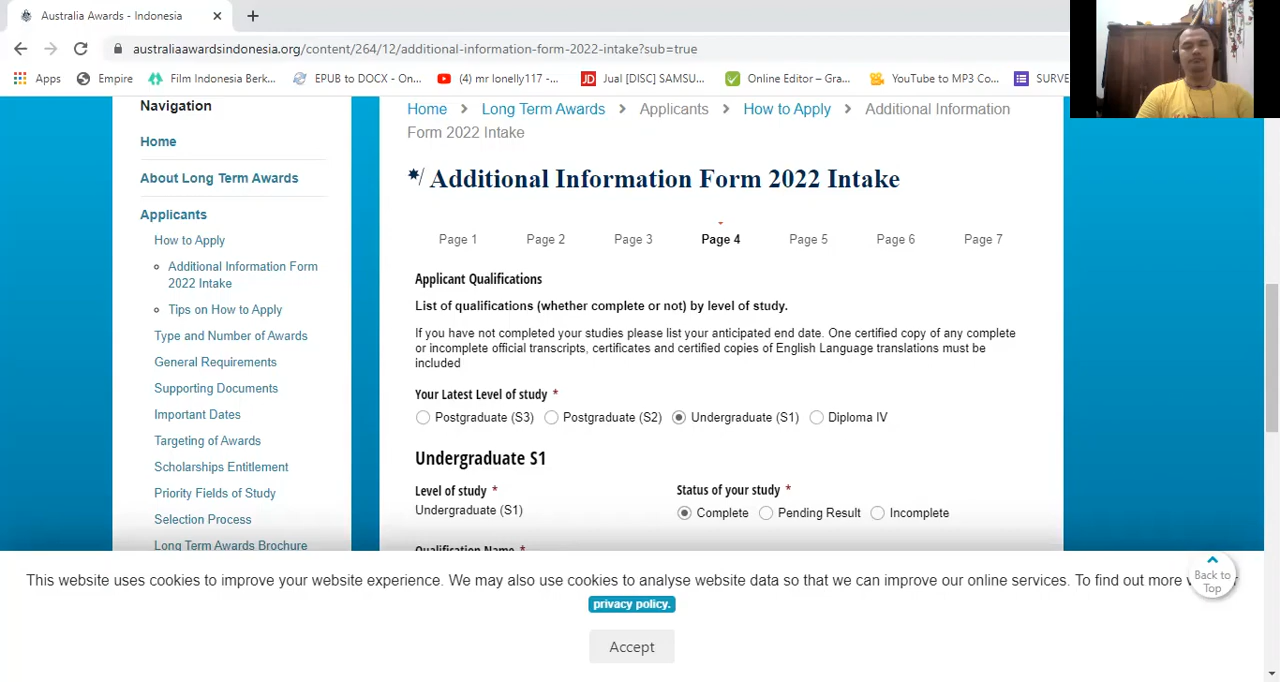 Australia Awards - Indonesia
australiaawardsindonesia.org/content/264/12/additional-information-form-2022-intake?sub=true
Apps
Empire
Film Indonesia Berk...
EPUB to DOCX - On...
(4) mr lonelly117 -...
JD Jual [DISC] SAMSU...
Online Editor – Gra...
YouTube to MP3 Co...
SURVE
Navigation
Home
About Long Term Awards
Applicants
How to Apply
Additional Information Form
2022 Intake
Tips on How to Apply
Type and Number of Awards
General Requirements
Supporting Documents
Important Dates
Targeting of Awards
Scholarships Entitlement
Priority Fields of Study
Selection Process
Long Term Awards Brochure
Home > Long Term Awards > Applicants > How to Apply > Additional Information
Form 2022 Intake
Additional Information Form 2022 Intake
Page 1 Page 2 Page 3 Page 4 Page 5 Page 6 Page 7
Applicant Qualifications
List of qualifications (whether complete or not) by level of study.
If you have not completed your studies please list your anticipated end date. One certified copy of any complete
or incomplete official transcripts, certificates and certified copies of English Language translations must be
included
Your Latest Level of study *
Postgraduate (S3) Postgraduate (S2) Undergraduate (S1) Diploma IV
Undergraduate S1
Level of study *
Undergraduate (S1)
Status of your study *
Complete Pending Result Incomplete
Qualification Name *
This website uses cookies to improve your website experience. We may also use cookies to analyse website data so that we can improve our online services. To find out more
privacy policy.
Accept
Back to
Top